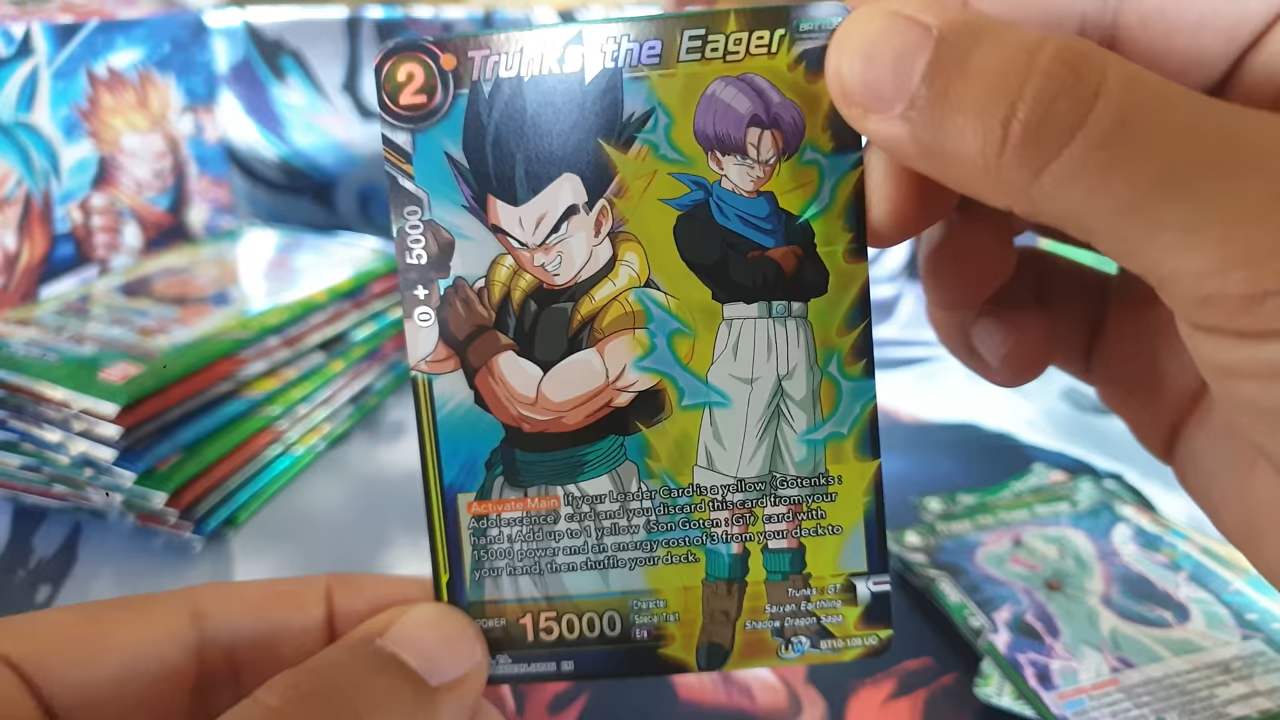 BATTLE
2
Trunks the Eager
0 + 5000
Activate Main If your Leader Card is a yellow 〈Gotenks :
Adolescence〉 card and you discard this card from your
hand : Add up to 1 yellow 〈Son Goten : GT〉 card with
15000 power and an energy cost of 3 from your deck to
your hand, then shuffle your deck.
POWER 15000
Character Trunks : GT
Special Trait Saiyan, Earthling
Era Shadow Dragon Saga
BT10-109 UC